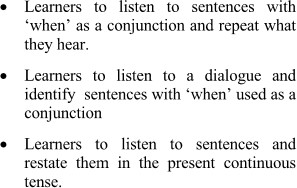 • Learners to listen to sentences with
‘when’ as a conjunction and repeat what
they hear.
• Learners to listen to a dialogue and
identify sentences with ‘when’ used as a
conjunction
• Learners to listen to sentences and
restate them in the present continuous
tense.